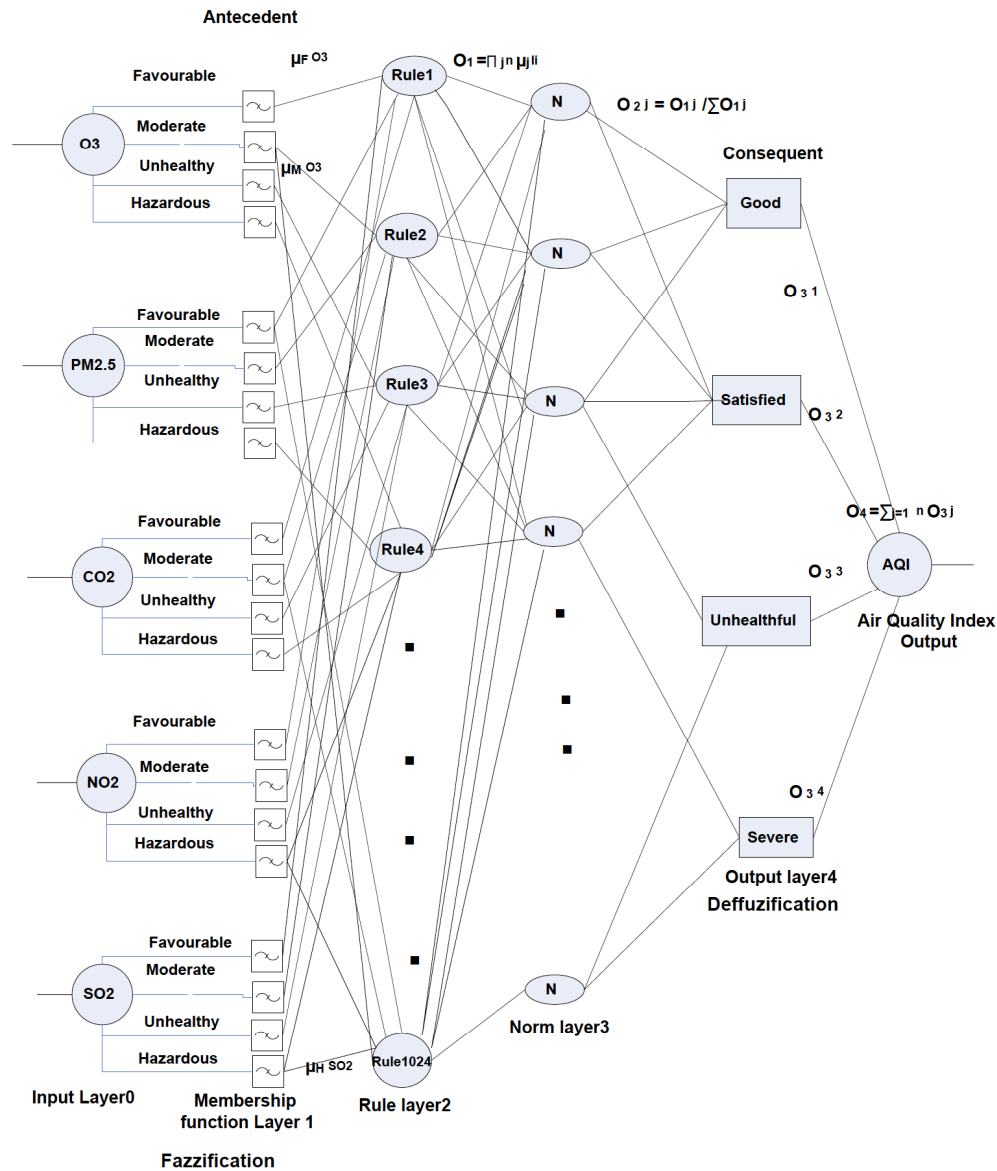 Antecedent
μF O3
O1 =∏ jn μjli
Favourable
Rule1
N
O 2 j = O1 j /∑O1 j
O3
Moderate
μM O3
Unhealthy
Consequent
Hazardous
Good
Rule2
N
O 3 1
Favourable
PM2.5
Moderate
Unhealthy
Rule3
N
Satisfied
O 3 2
Hazardous
O4 =∑j=1 n O3 j
Favourable
Rule4
N
Moderate
CO2
AQI
O 3 3
Unhealthy
Unhealthful
Air Quality Index
Output
Hazardous
Favourable
Moderate
NO2
Unhealthy
O 3 4
Hazardous
Severe
Output layer4
Deffuzification
Favourable
Moderate
SO2
N
Unhealthy
Norm layer3
Hazardous
μH SO2
Rule1024
Input Layer0
Membership
function Layer 1
Rule layer2
Fazzification